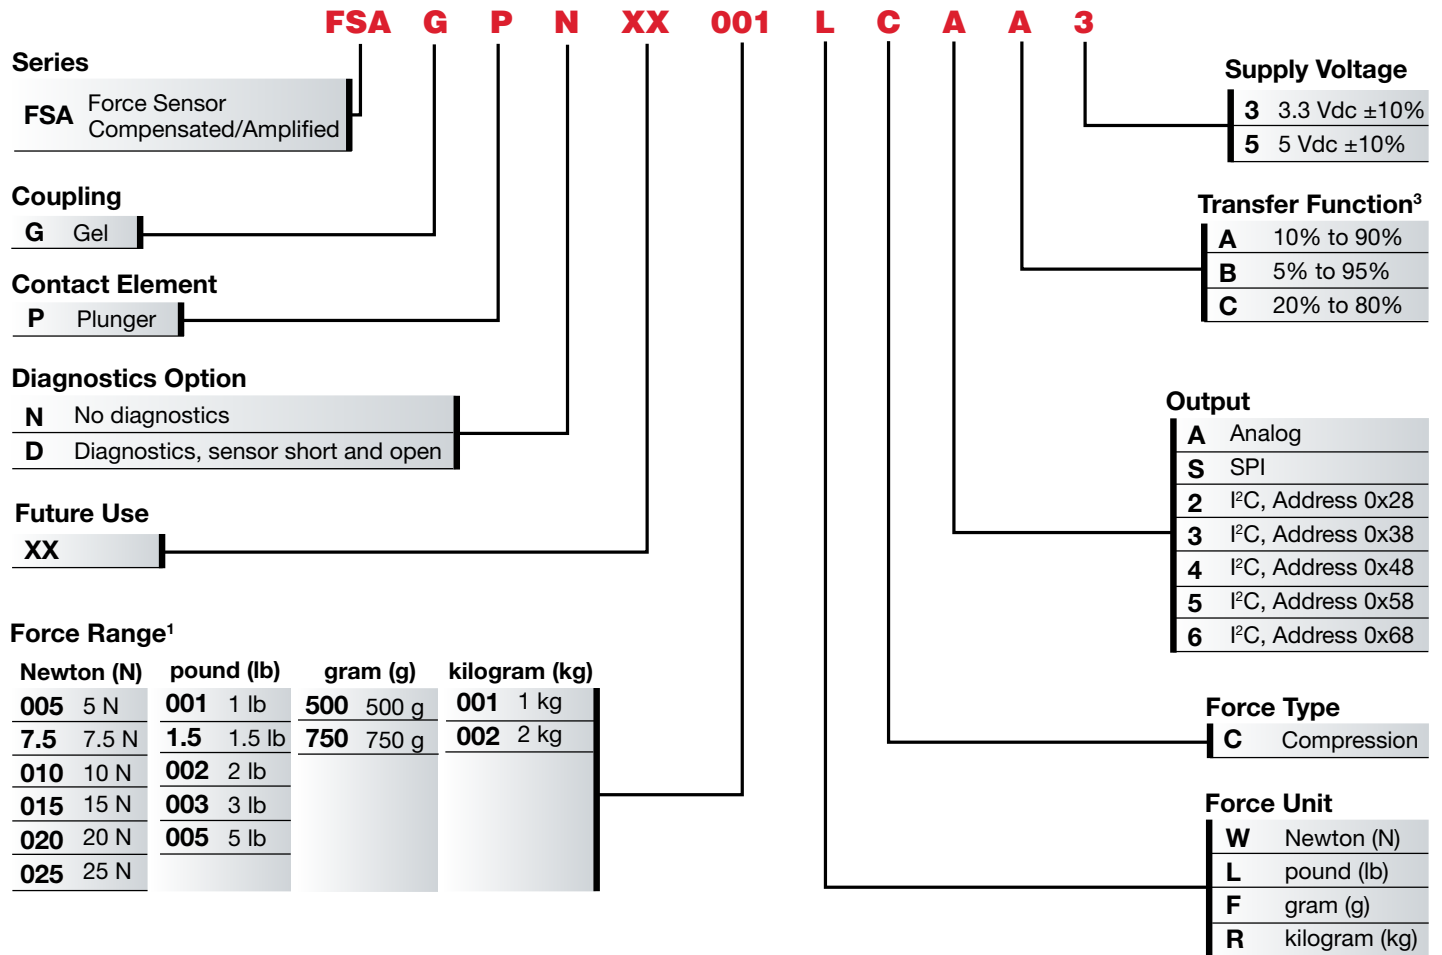 FSA G P N XX 001 L C A A 3
Series
FSA Force Sensor
Compensated/Amplified
Coupling
G Gel
Contact Element
P Plunger
Diagnostics Option
N No diagnostics
D Diagnostics, sensor short and open
Future Use
XX
Force Range¹
Newton (N) pound (lb) gram (g) kilogram (kg)
005 5 N 001 1 lb 500 500 g 001 1 kg
7.5 7.5 N 1.5 1.5 lb 750 750 g 002 2 kg
010 10 N 002 2 lb
015 15 N 003 3 lb
020 20 N 005 5 lb
025 25 N
Supply Voltage
3 3.3 Vdc ±10%
5 5 Vdc ±10%
Transfer Function³
A 10% to 90%
B 5% to 95%
C 20% to 80%
Output
A Analog
S SPI
2 I²C, Address 0x28
3 I²C, Address 0x38
4 I²C, Address 0x48
5 I²C, Address 0x58
6 I²C, Address 0x68
Force Type
C Compression
Force Unit
W Newton (N)
L pound (lb)
F gram (g)
R kilogram (kg)